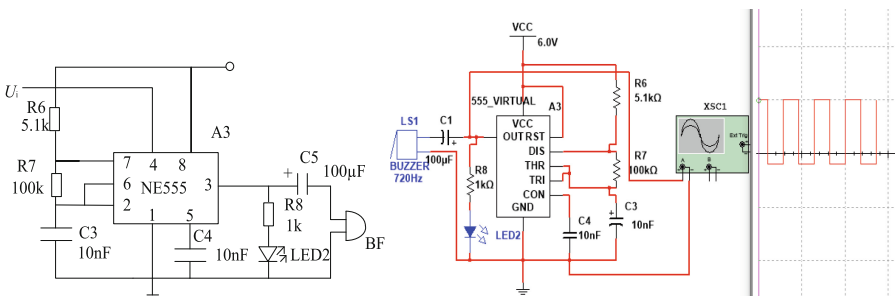 Ui
R6
5.1k
R7
100k
C3
10nF
A3
7
4
8
6
NE555
3
2
1
5
C4
10nF
C5
100μF
R8
1k
LED2
BF
VCC
6.0V
555_VIRTUAL
A3
R6
5.1kΩ
LS1
C1
BUZZER
720Hz
100μF
VCC
OUT RST
DIS
THR
TRI
CON
GND
R8
1kΩ
LED2
R7
100kΩ
C4
10nF
C3
10nF
XSC1
Ext Trig
A
B